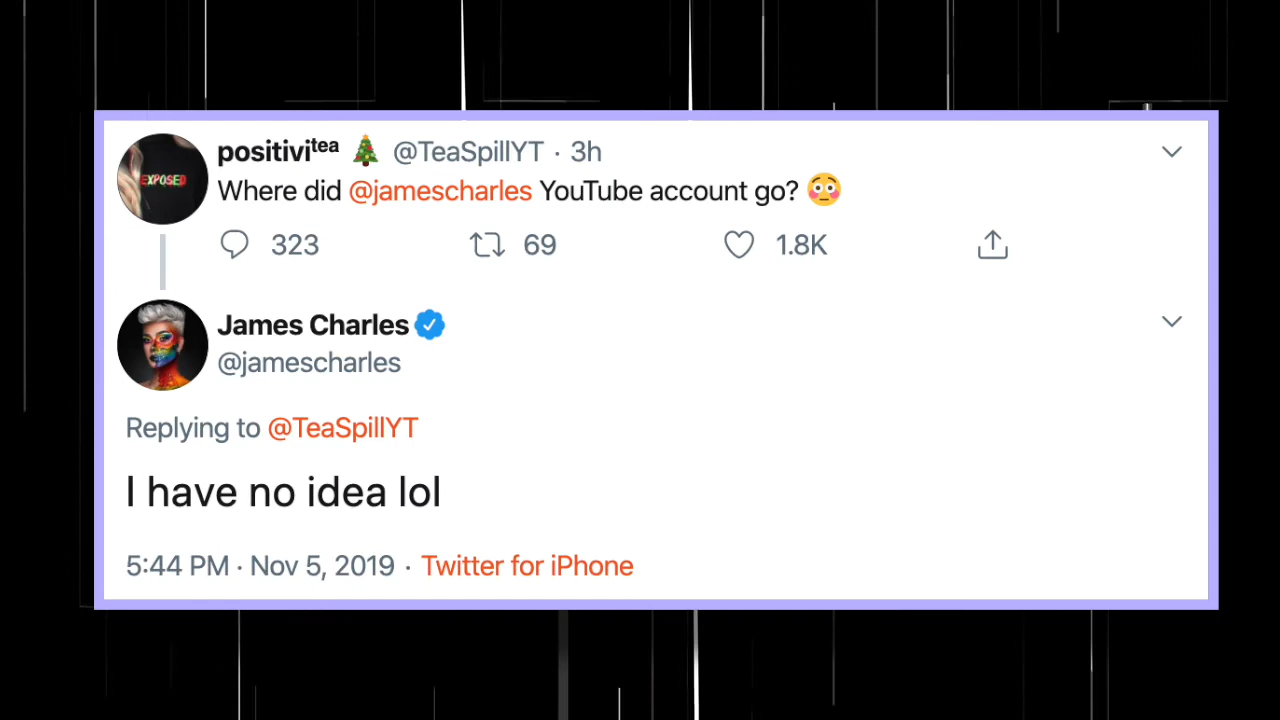 positivitea 🎄 @TeaSpillYT · 3h
Where did @jamescharles YouTube account go? 😳
323 69 1.8K
EXPOSED
James Charles
@jamescharles
Replying to @TeaSpillYT
I have no idea lol
5:44 PM · Nov 5, 2019 · Twitter for iPhone